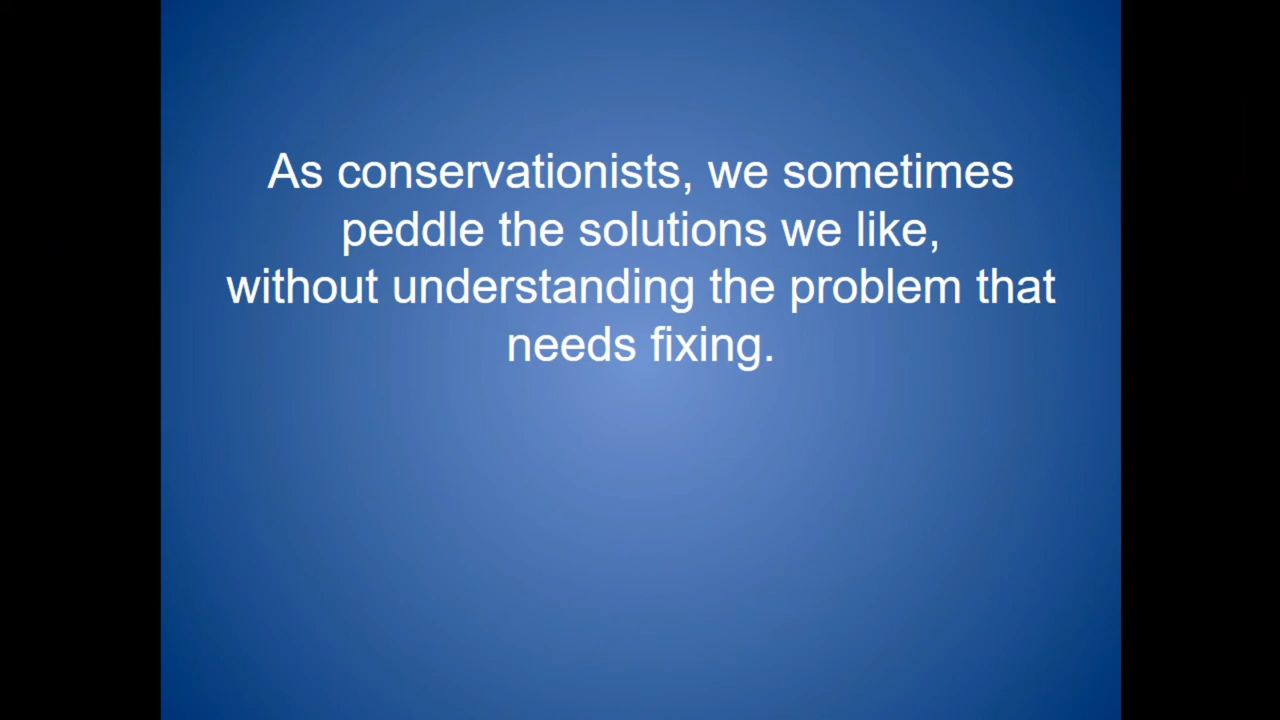 As conservationists, we sometimes
peddle the solutions we like,
without understanding the problem that
needs fixing.